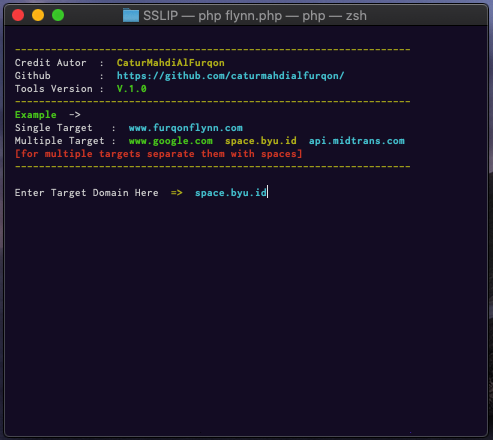 SSLIP — php flynn.php — php — zsh
------------------------------------------------------------------
Credit Autor  :  CaturMahdiAlFurqon
Github        :  https://github.com/caturmahdialfurqon/
Tools Version :  V.1.0
------------------------------------------------------------------
Example  ->
Single Target   :  www.furqonflynn.com
Multiple Target :  www.google.com  space.byu.id  api.midtrans.com
[for multiple targets separate them with spaces]
------------------------------------------------------------------
Enter Target Domain Here  =>  space.byu.id